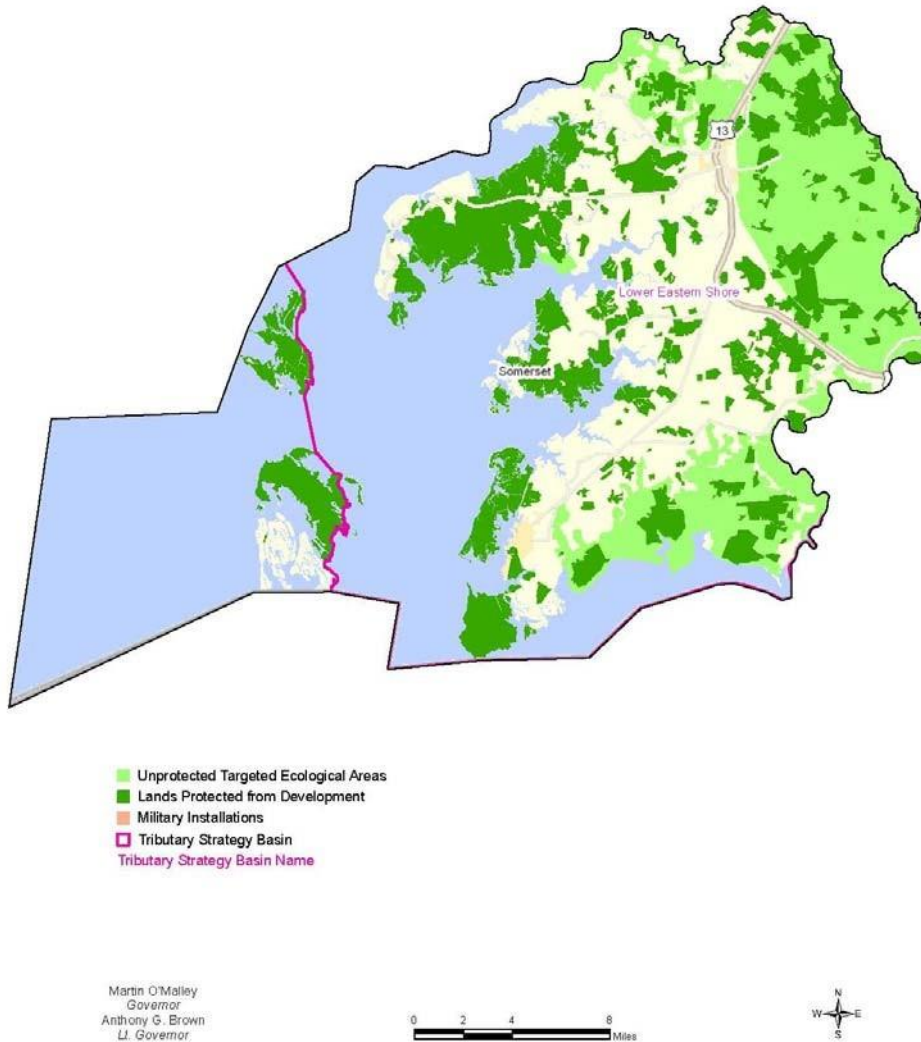 13
Lower Eastern Shore
Somerset
Unprotected Targeted Ecological Areas
Lands Protected from Development
Military Installations
Tributary Strategy Basin
Tributary Strategy Basin Name
Martin O'Malley
Governor
Anthony G. Brown
Lt. Governor
0 2 4 8
Miles
N
W E
S